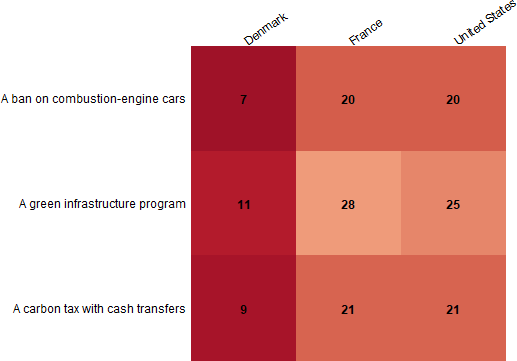 Denmark France United States
A ban on combustion-engine cars 7 20 20
A green infrastructure program 11 28 25
A carbon tax with cash transfers 9 21 21